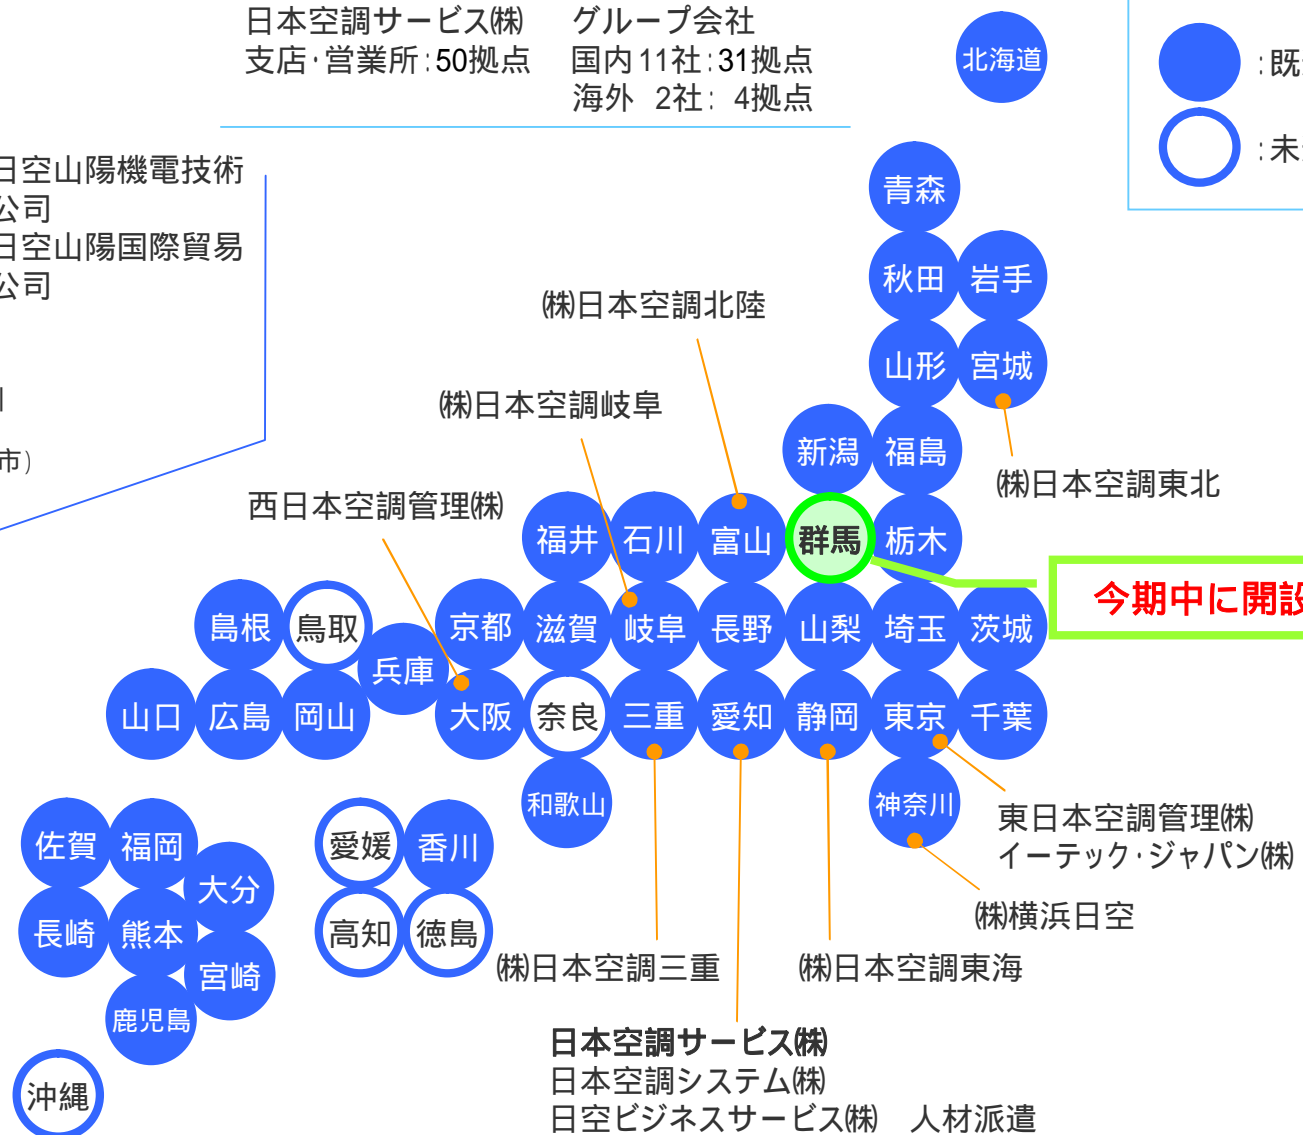 日本空調サービス㈱
支店・営業所：50拠点
グループ会社
国内11社：31拠点
海外 2社： 4拠点
：既
：未
日空山陽機電技術
公司
日空山陽国際貿易
公司
市）
北海道
青森
秋田
岩手
山形
宮城
㈱日本空調北陸
㈱日本空調岐阜
新潟
福島
㈱日本空調東北
西日本空調管理㈱
福井
石川
富山
群馬
栃木
今期中に開設
島根
鳥取
兵庫
京都
滋賀
岐阜
長野
山梨
埼玉
茨城
山口
広島
岡山
大阪
奈良
三重
愛知
静岡
東京
千葉
和歌山
神奈川
東日本空調管理㈱
イーテック・ジャパン㈱
㈱横浜日空
佐賀
福岡
大分
愛媛
香川
長崎
熊本
宮崎
高知
徳島
鹿児島
沖縄
㈱日本空調三重
㈱日本空調東海
日本空調サービス㈱
日本空調システム㈱
日空ビジネスサービス㈱　人材派遣